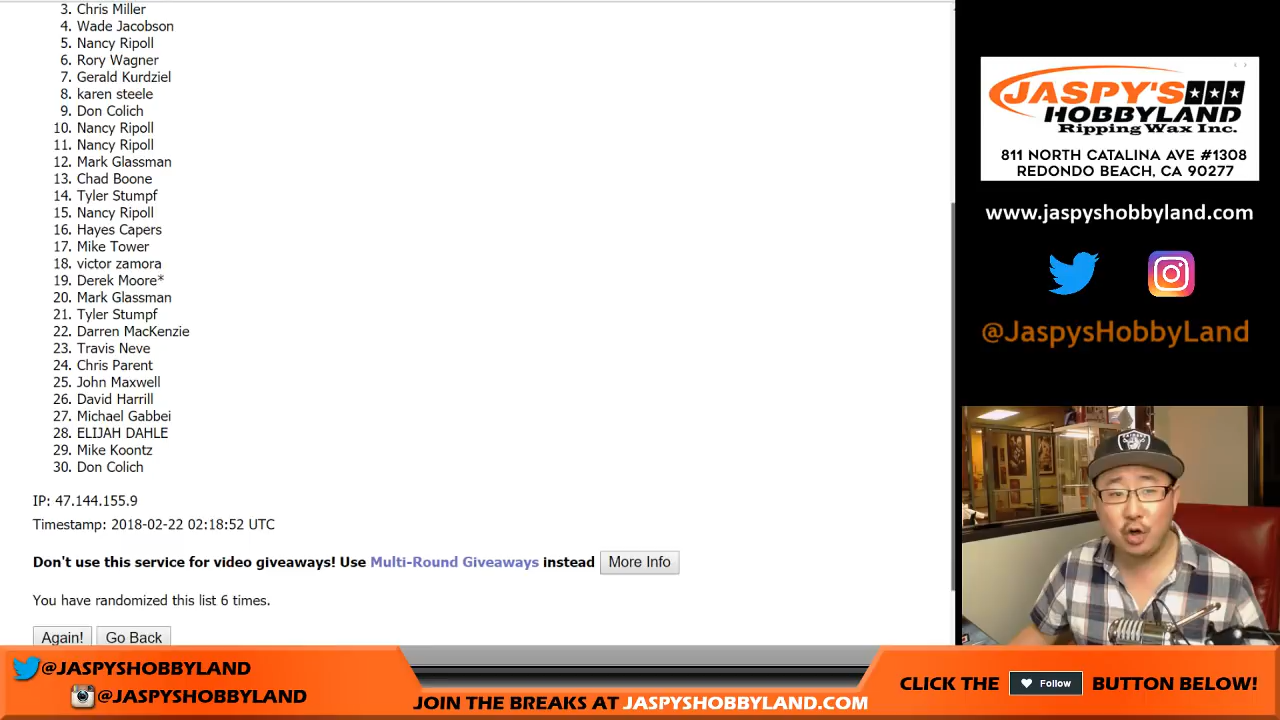 3. Chris Miller
4. Wade Jacobson
5. Nancy Ripoll
6. Rory Wagner
7. Gerald Kurdziel
8. karen steele
9. Don Colich
10. Nancy Ripoll
11. Nancy Ripoll
12. Mark Glassman
13. Chad Boone
14. Tyler Stumpf
15. Nancy Ripoll
16. Hayes Capers
17. Mike Tower
18. victor zamora
19. Derek Moore*
20. Mark Glassman
21. Tyler Stumpf
22. Darren MacKenzie
23. Travis Neve
24. Chris Parent
25. John Maxwell
26. David Harrill
27. Michael Gabbei
28. ELIJAH DAHLE
29. Mike Koontz
30. Don Colich
IP: 47.144.155.9
Timestamp: 2018-02-22 02:18:52 UTC
Don't use this service for video giveaways! Use Multi-Round Giveaways instead More Info
You have randomized this list 6 times.
Again! Go Back
JASPY'S
HOBBYLAND
Ripping Wax Inc.
811 NORTH CATALINA AVE #1308
REDONDO BEACH, CA 90277
www.jaspyshobbyland.com
@JaspysHobbyLand
@JASPYSHOBBYLAND
@JASPYSHOBBYLAND
JOIN THE BREAKS AT JASPYSHOBBYLAND.COM
CLICK THE Follow BUTTON BELOW!